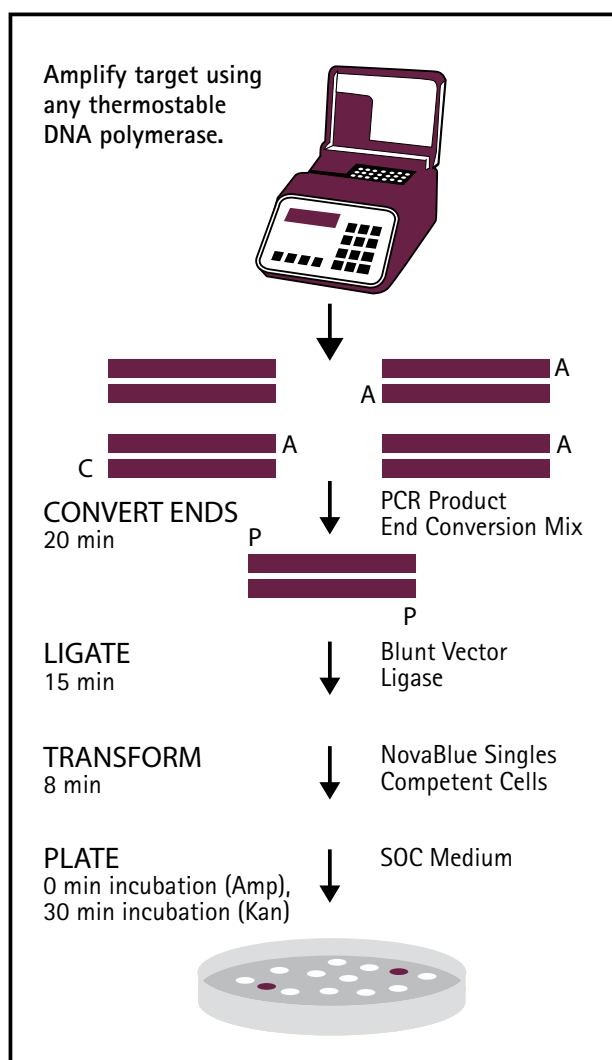 Amplify target using
any thermostable
DNA polymerase.
A
A
A
C
A
CONVERT ENDS
20 min
PCR Product
End Conversion Mix
P
P
LIGATE
15 min
Blunt Vector
Ligase
TRANSFORM
8 min
NovaBlue Singles
Competent Cells
PLATE
0 min incubation (Amp),
30 min incubation (Kan)
SOC Medium